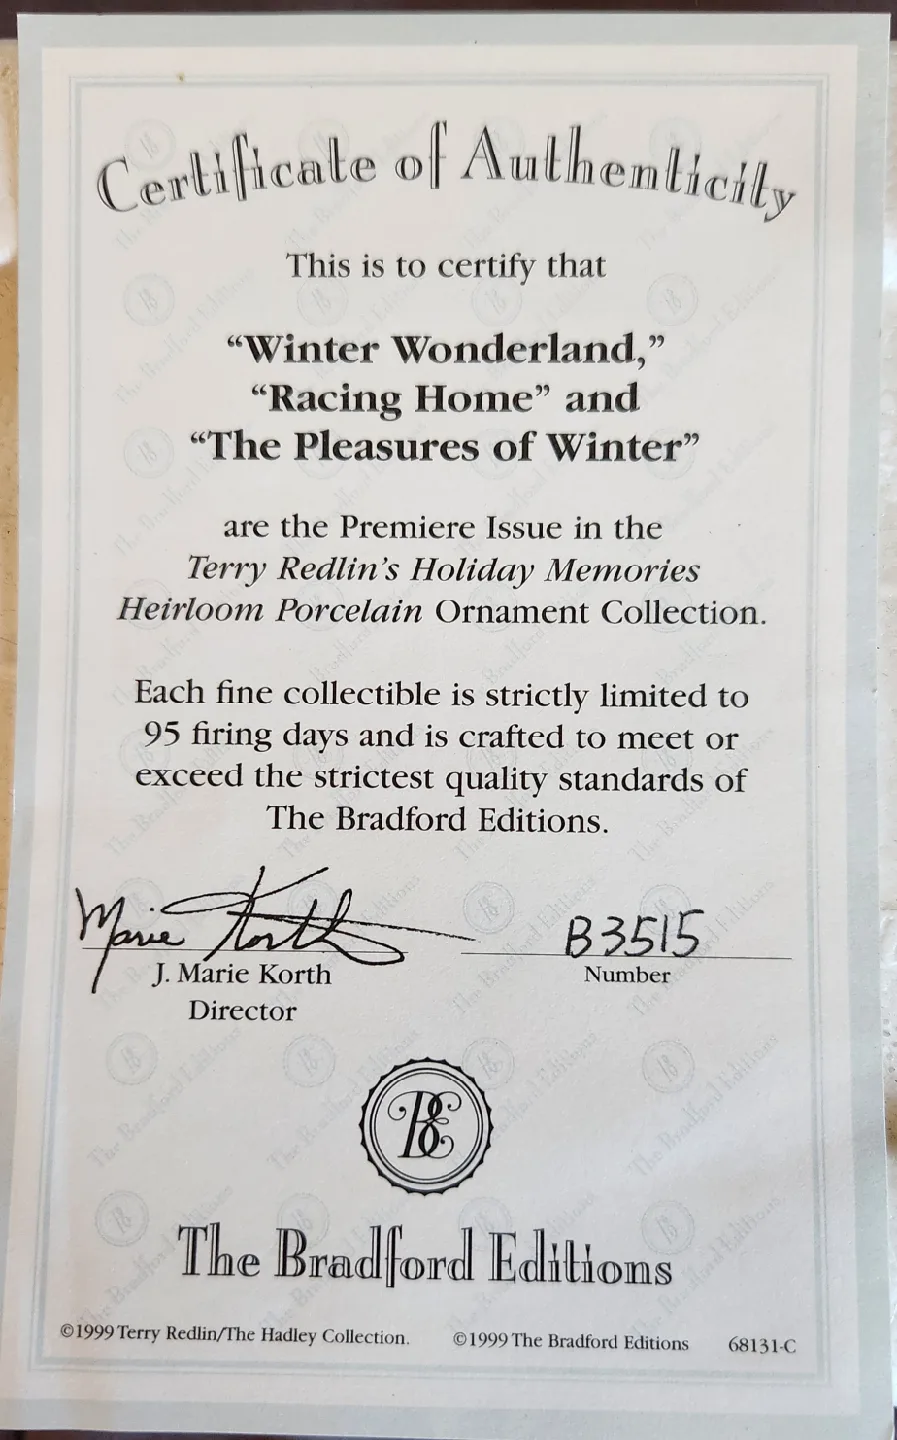 Certificate of Authenticity
This is to certify that
“Winter Wonderland,”
“Racing Home” and
“The Pleasures of Winter”
are the Premiere Issue in the
Terry Redlin’s Holiday Memories
Heirloom Porcelain Ornament Collection.
Each fine collectible is strictly limited to
95 firing days and is crafted to meet or
exceed the strictest quality standards of
The Bradford Editions.
Marie Korth
B3515
J. Marie Korth
Number
Director
BE
The Bradford Editions
©1999 Terry Redlin/The Hadley Collection. ©1999 The Bradford Editions 68131-C